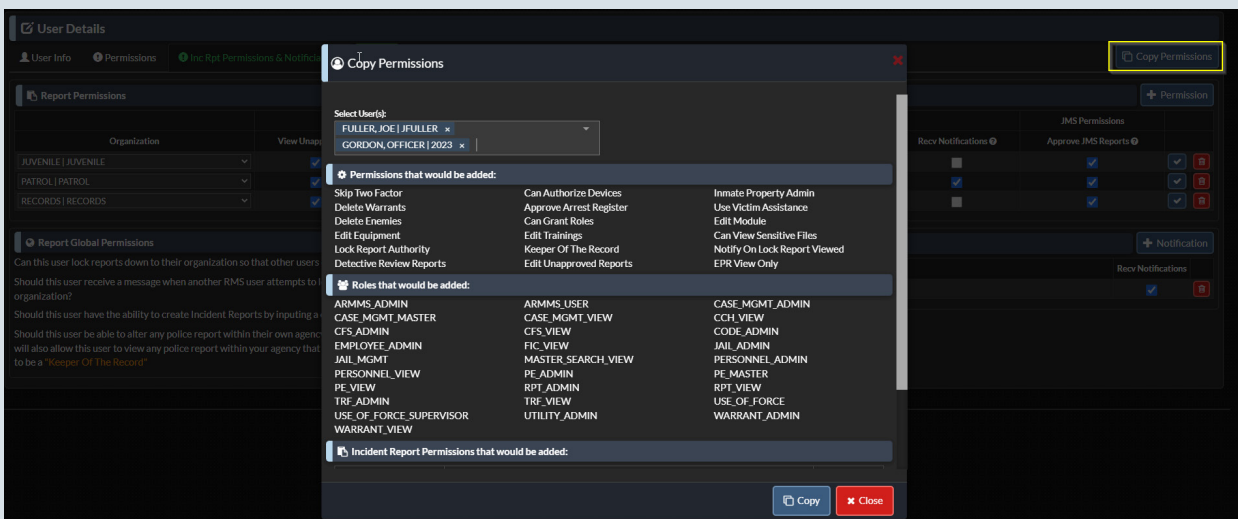 User Details
User Info Permissions Inc Rpt Permissions & Notificia
Copy Permissions
Copy Permissions
Report Permissions
+ Permission
JMS Permissions
Organization View Unapp Recv Notifications Approve JMS Reports
JUVENILE | JUVENILE
PATROL | PATROL
RECORDS | RECORDS
Select User(s):
FULLER, JOE | JFULLER ×
GORDON, OFFICER | 2023 ×
Permissions that would be added:
Skip Two Factor Can Authorize Devices Inmate Property Admin
Delete Warrants Approve Arrest Register Use Victim Assistance
Delete Enemies Can Grant Roles Edit Module
Edit Equipment Edit Trainings Can View Sensitive Files
Lock Report Authority Keeper Of The Record Notify On Lock Report Viewed
Detective Review Reports Edit Unapproved Reports EPR View Only
Roles that would be added:
ARMMS_ADMIN ARMMS_USER CASE_MGMT_ADMIN
CASE_MGMT_MASTER CASE_MGMT_VIEW CCH_VIEW
CFS_ADMIN CFS_VIEW CODE_ADMIN
EMPLOYEE_ADMIN FIC_VIEW JAIL_ADMIN
JAIL_MGMT MASTER_SEARCH_VIEW PERSONNEL_ADMIN
PERSONNEL_VIEW PE_ADMIN PE_MASTER
PE_VIEW RPT_ADMIN RPT_VIEW
TRF_ADMIN TRF_VIEW USE_OF_FORCE
USE_OF_FORCE_SUPERVISOR UTILITY_ADMIN WARRANT_ADMIN
WARRANT_VIEW
Incident Report Permissions that would be added:
Copy × Close
Report Global Permissions
+ Notification
Recv Notifications
Can this user lock reports down to their organization so that other users
Should this user receive a message when another RMS user attempts to
organization?
Should this user have the ability to create Incident Reports by inputing a
Should this user be able to alter any police report within their own agenc
will also allow this user to view any police report within your agency that
to be a "Keeper Of The Record"